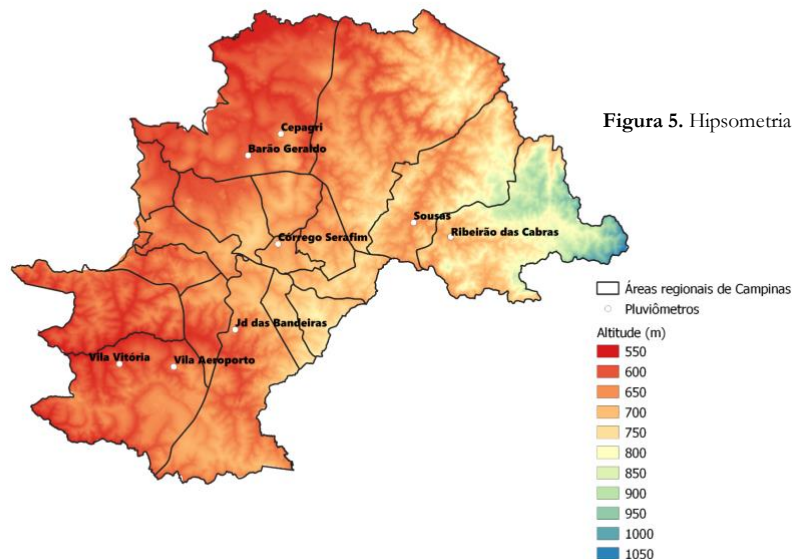 Figura 5. Hipsometria
Cepagri
Barão Geraldo
Sousas
Ribeirão das Cabras
Córrego Serafim
Jd das Bandeiras
Vila Vitória
Vila Aeroporto
Áreas regionais de Campinas
Pluviômetros
Altitude (m)
550
600
650
700
750
800
850
900
950
1000
1050